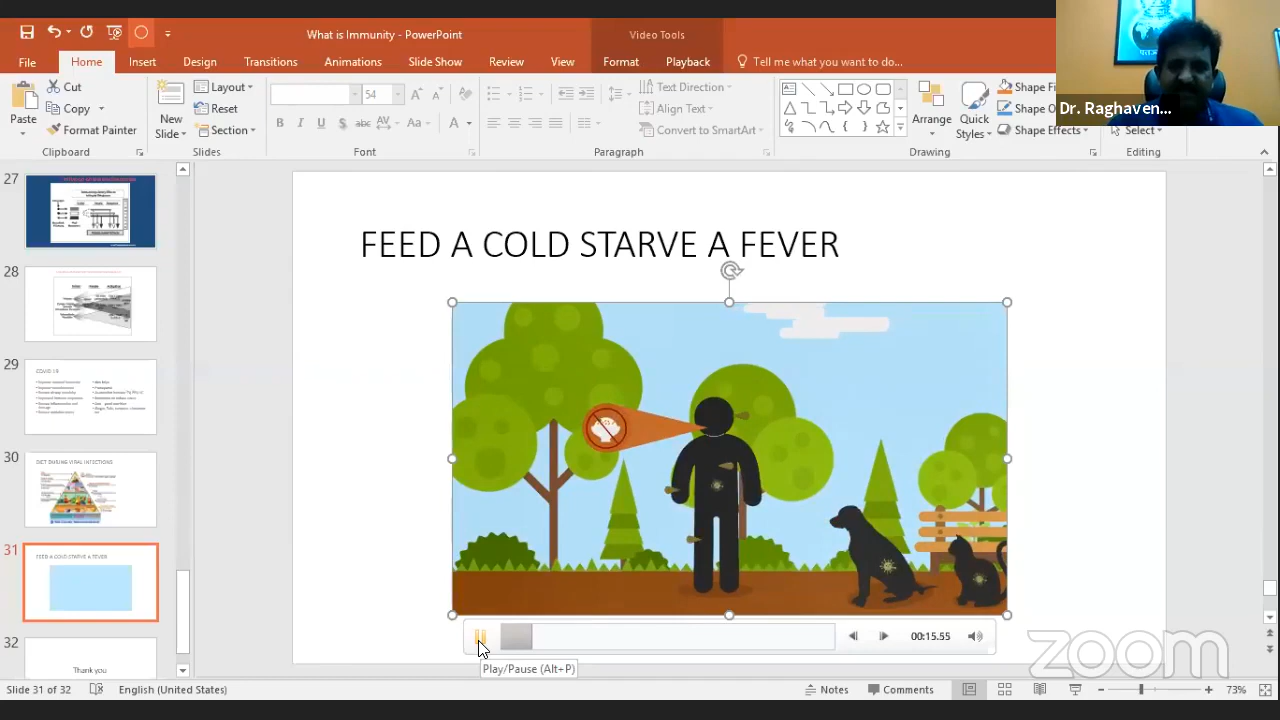 What is Immunity - PowerPoint
Video Tools
File
Home
Insert
Design
Transitions
Animations
Slide Show
Review
View
Format
Playback
Tell me what you want to do...
Paste
Cut
Copy
Format Painter
Clipboard
New
Slide
Layout
Reset
Section
Slides
54
Font
Text Direction
Align Text
Convert to SmartArt
Paragraph
Arrange
Quick
Styles
Shape Fi
Shape O
Shape Effects
Drawing
Select
Editing
Dr. Raghaven...
27
28
29
COVID 19
30
DIET DURING VIRAL INFECTIONS
31
FEED A COLD STARVE A FEVER
32
Thank you
FEED A COLD STARVE A FEVER
00:15.55
Play/Pause (Alt+P)
zoom
Slide 31 of 32
English (United States)
Notes
Comments
73%